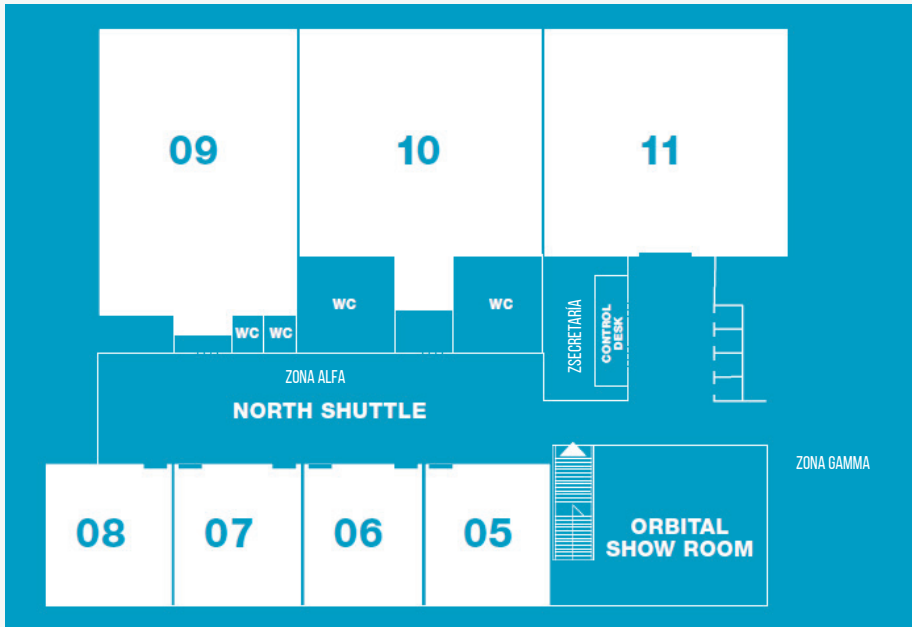 09
10
11
WC
WC
WC
WC
ZSECRETARÍA
CONTROL
DESK
ZONA ALFA
NORTH SHUTTLE
ZONA GAMMA
08
07
06
05
ORBITAL
SHOW ROOM